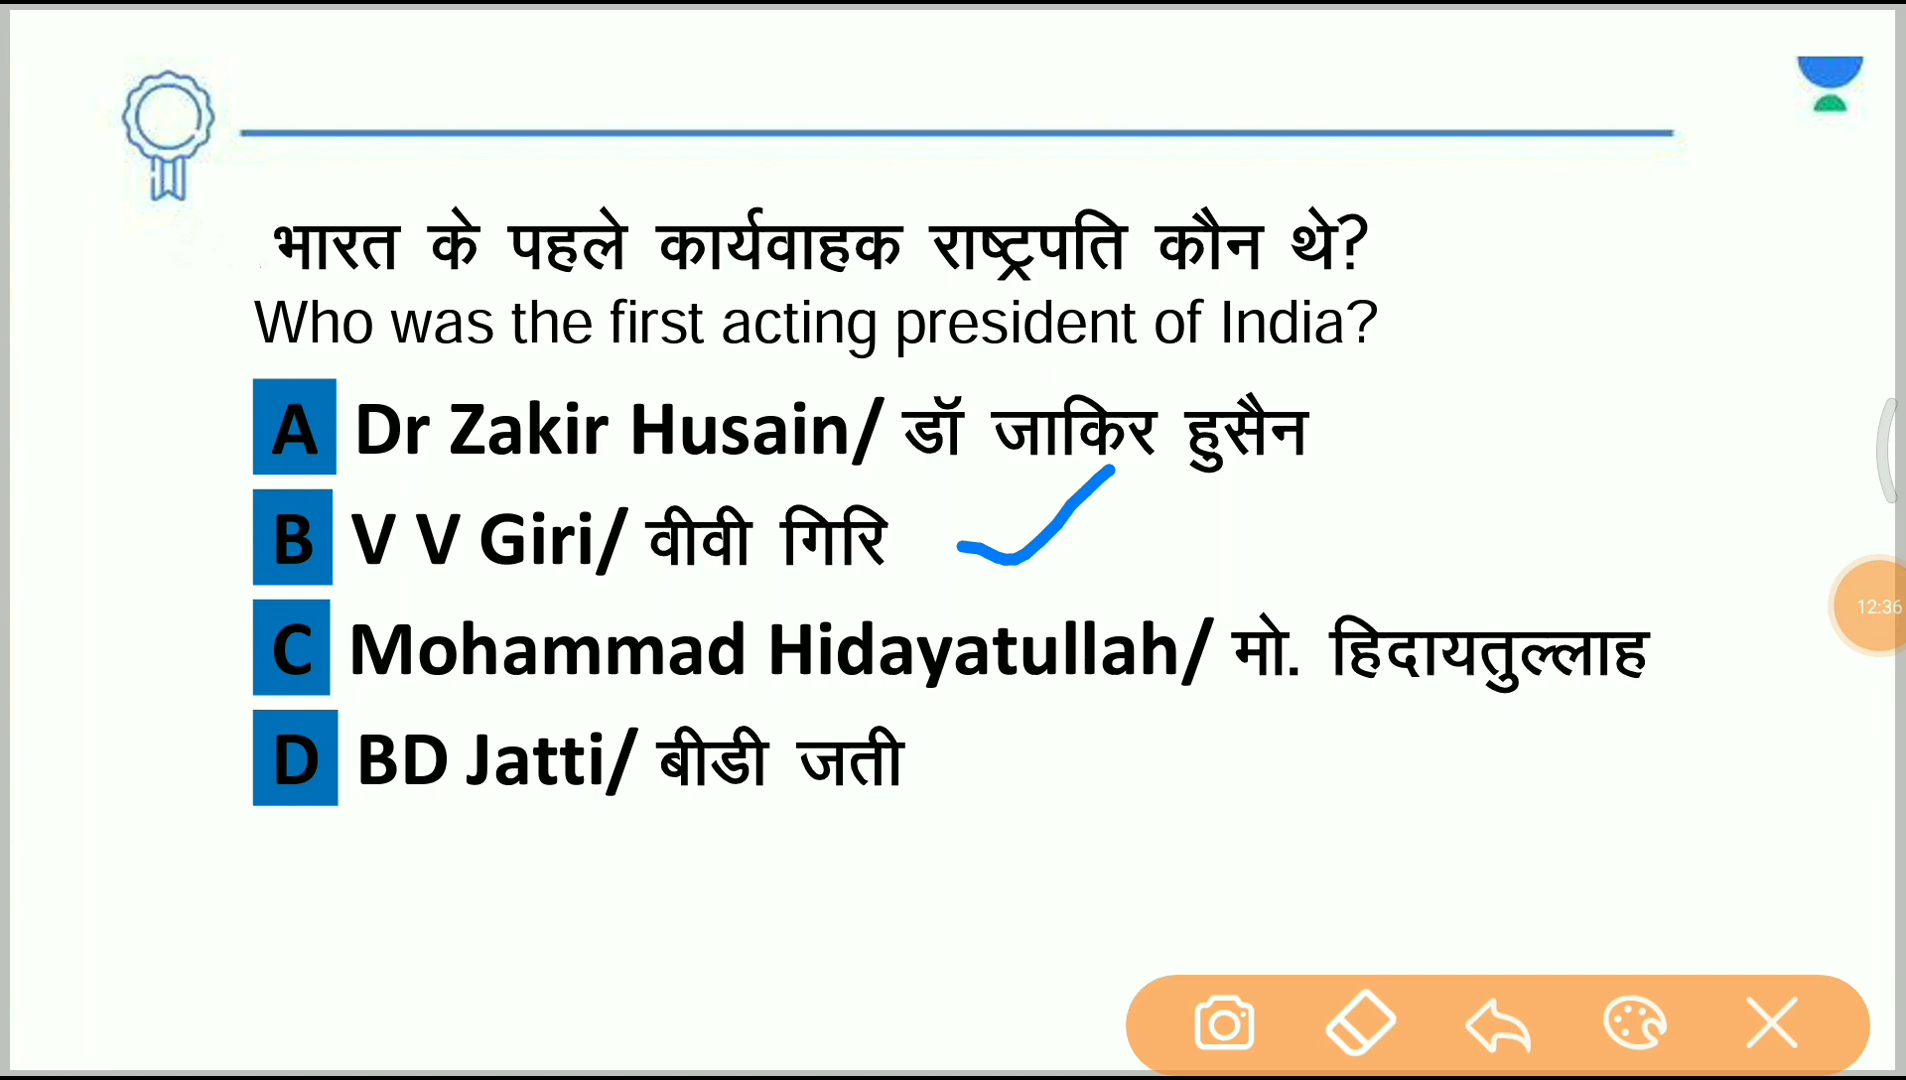 भारत के पहले कार्यवाहक राष्ट्रपति कौन थे?
Who was the first acting president of India?
A Dr Zakir Husain/ डॉ जाकिर हुसैन
B V V Giri/ वीवी गिरि
C Mohammad Hidayatullah/ मो. हिदायतुल्लाह
12:36
D BD Jatti/ बीडी जती